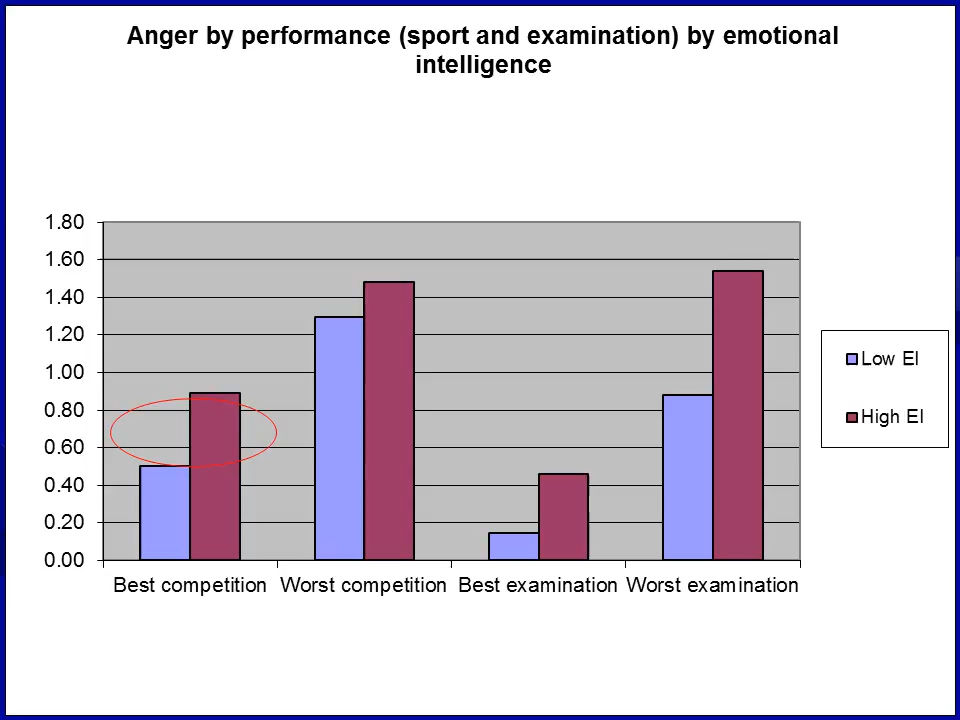 Anger by performance (sport and examination) by emotional
intelligence
1.80
1.60
1.40
1.20
1.00
0.80
0.60
0.40
0.20
0.00
Best competition Worst competition Best examination Worst examination
Low EI
High EI